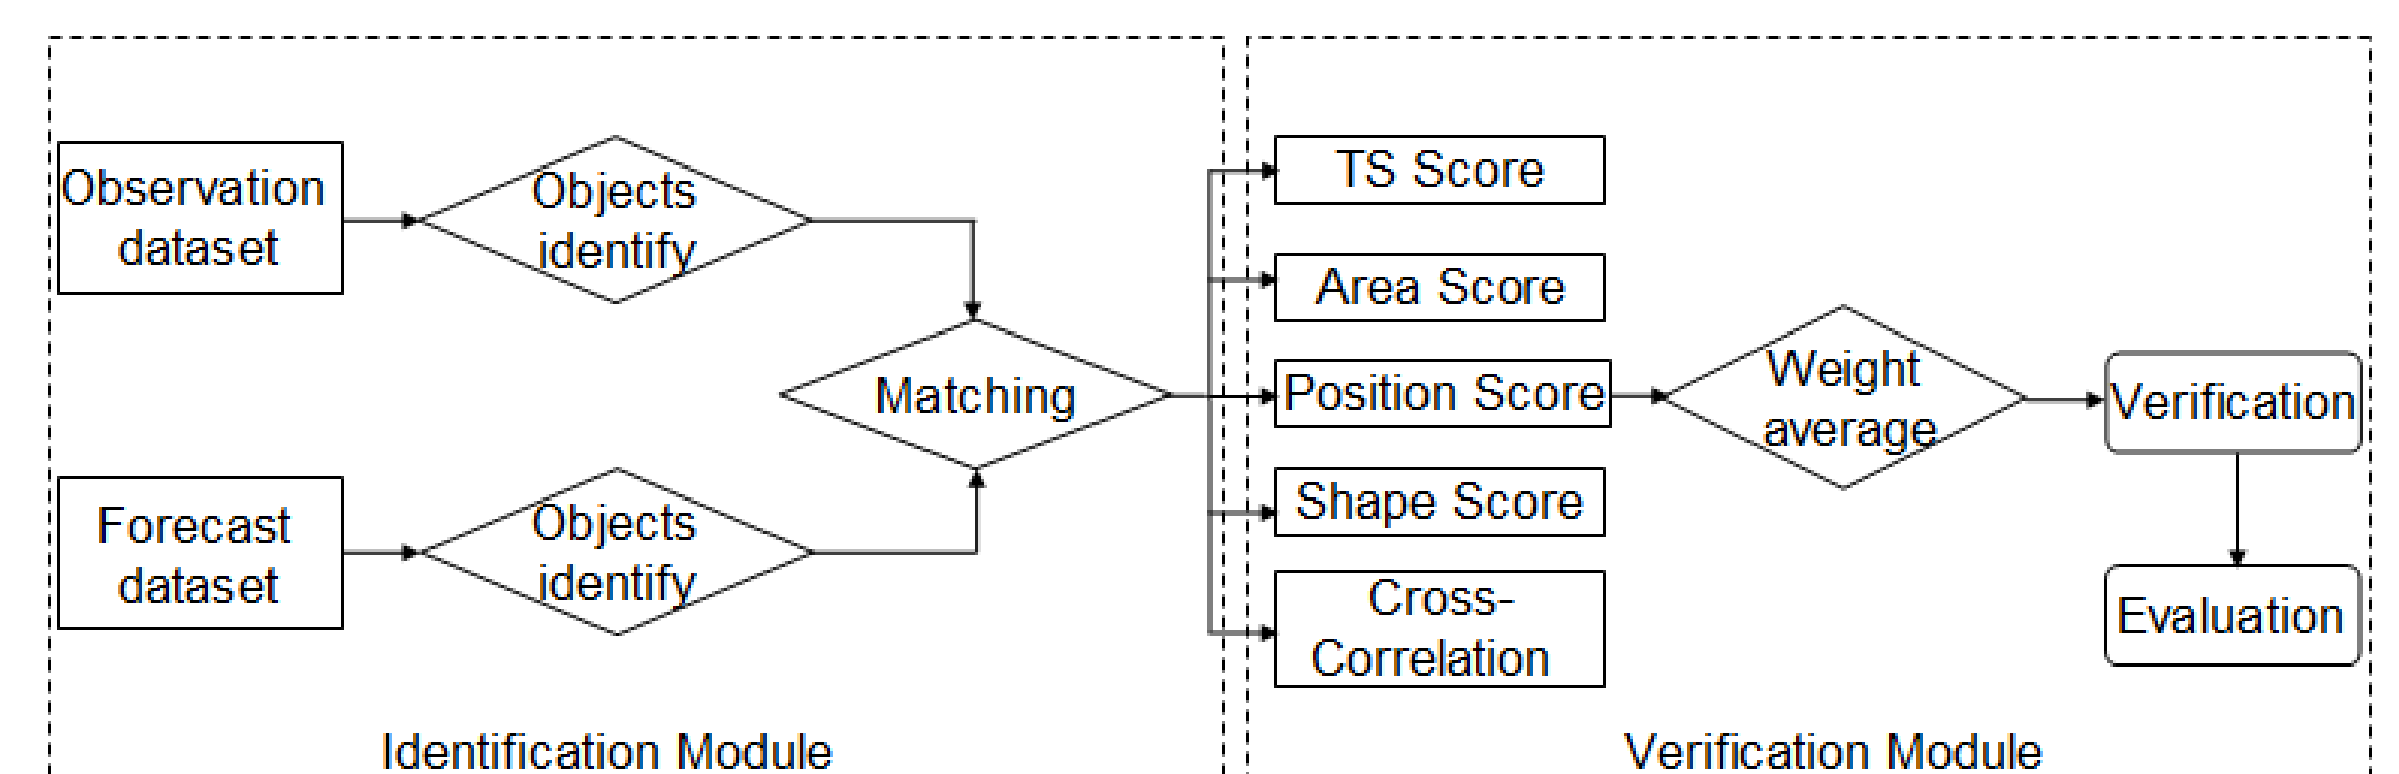 Observation
dataset
Objects
identify
Forecast
dataset
Objects
identify
Matching
Identification Module
TS Score
Area Score
Position Score
Shape Score
Cross-
Correlation
Weight
average
Verification
Evaluation
Verification Module